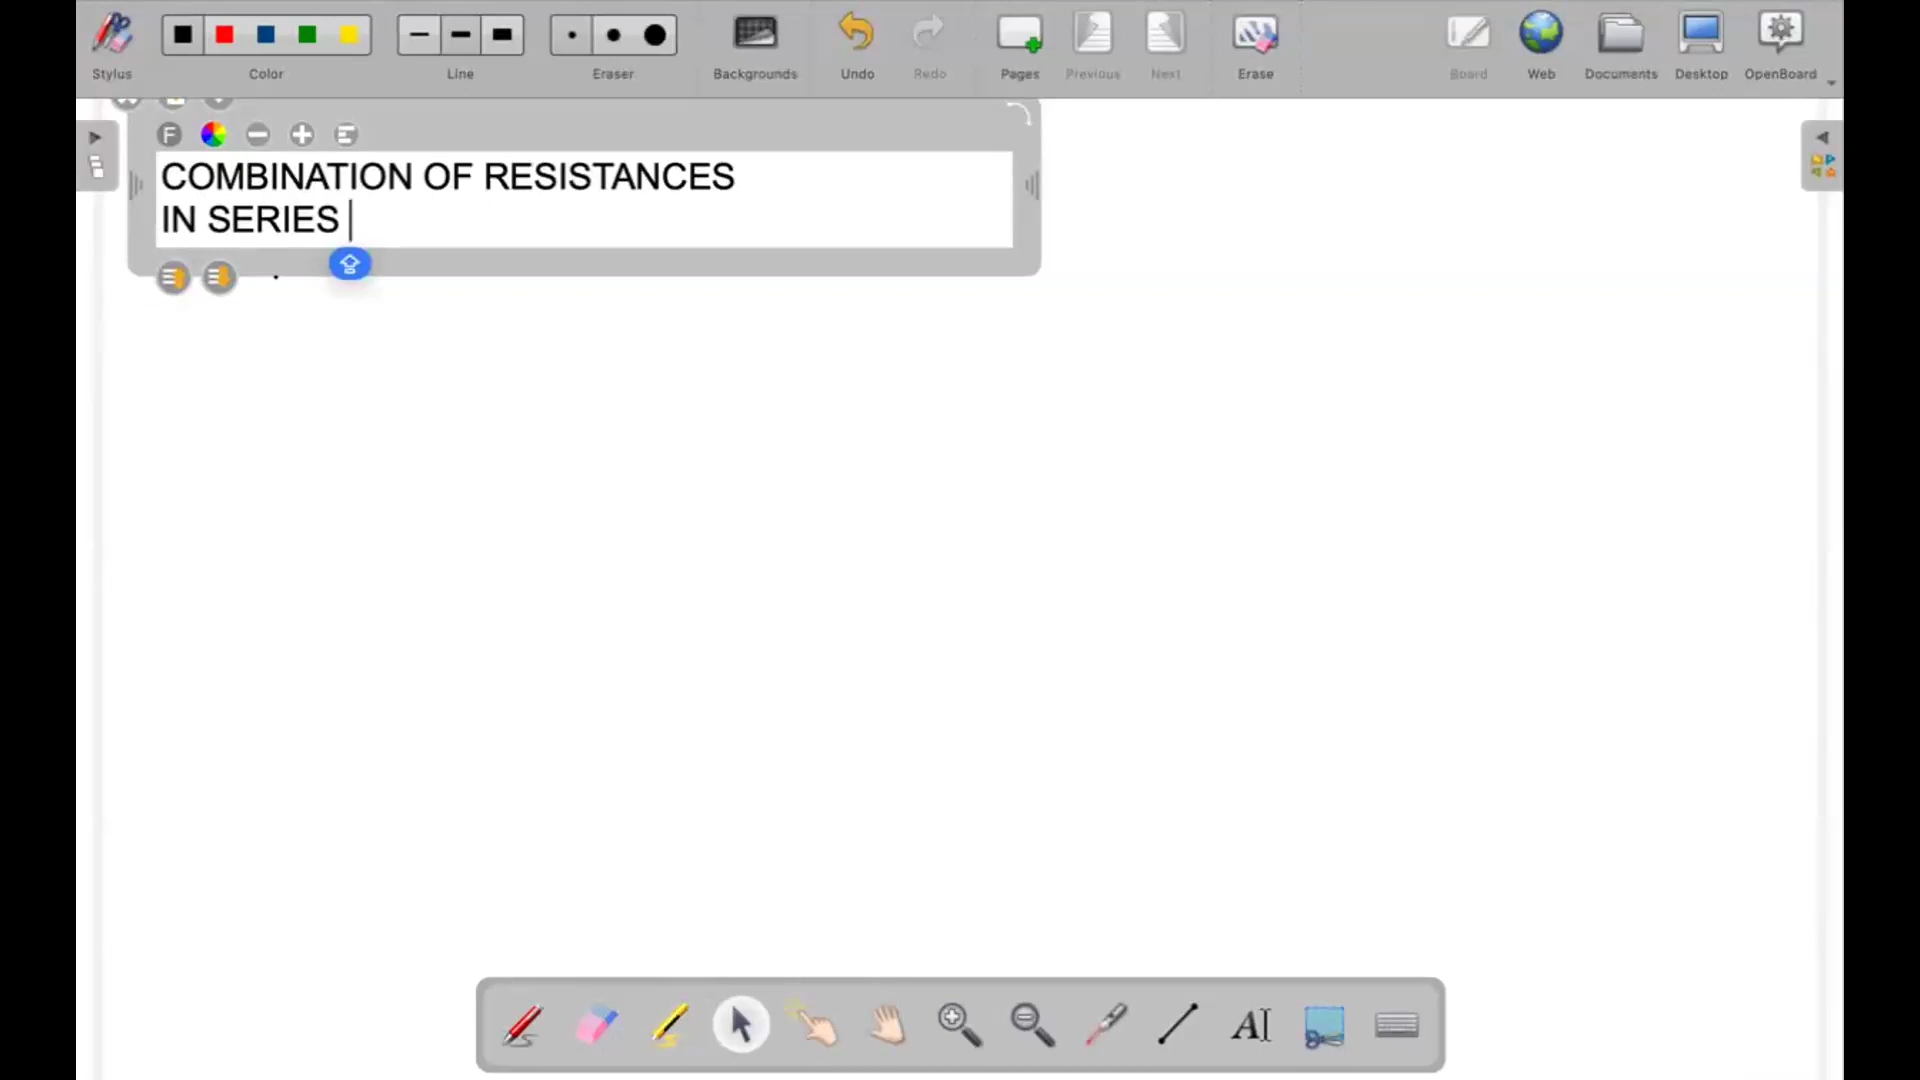 Stylus Color Line Eraser Backgrounds Undo Redo Pages Previous Next Erase Board Web Documents Desktop OpenBoard
F
COMBINATION OF RESISTANCES
IN SERIES
AI